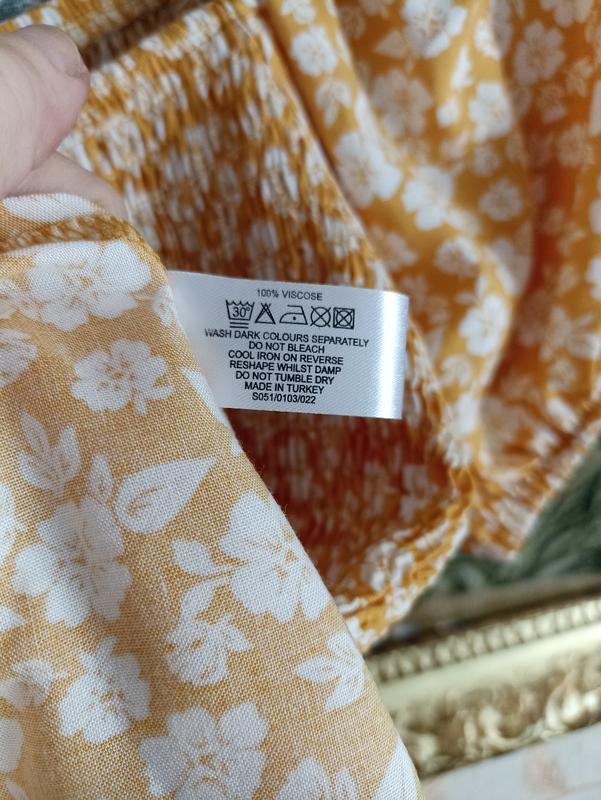 100% VISCOSE
30°
WASH DARK COLOURS SEPARATELY
DO NOT BLEACH
COOL IRON ON REVERSE
RESHAPE WHILST DAMP
DO NOT TUMBLE DRY
MADE IN TURKEY
S051/0103/022